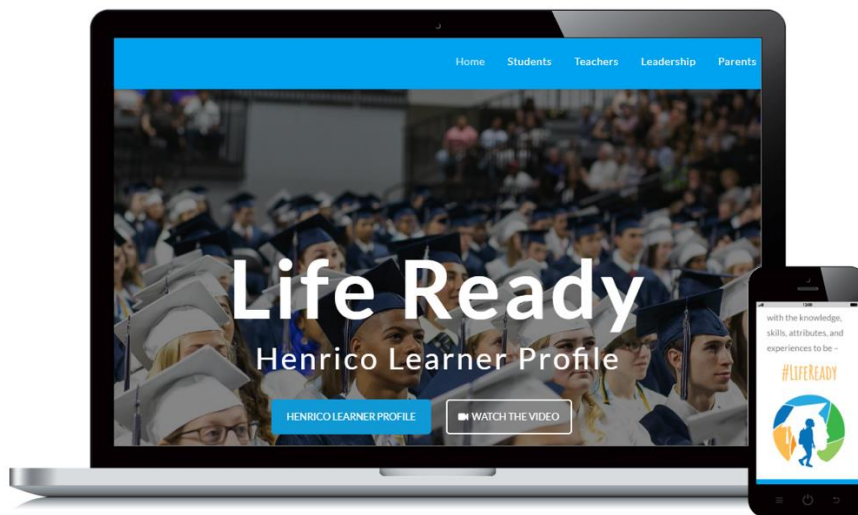 Home Students Teachers Leadership Parents
Life Ready
Henrico Learner Profile
HENRICO LEARNER PROFILE WATCH THE VIDEO
with the knowledge,
skills, attributes, and
experiences to be –
#LIFEREADY